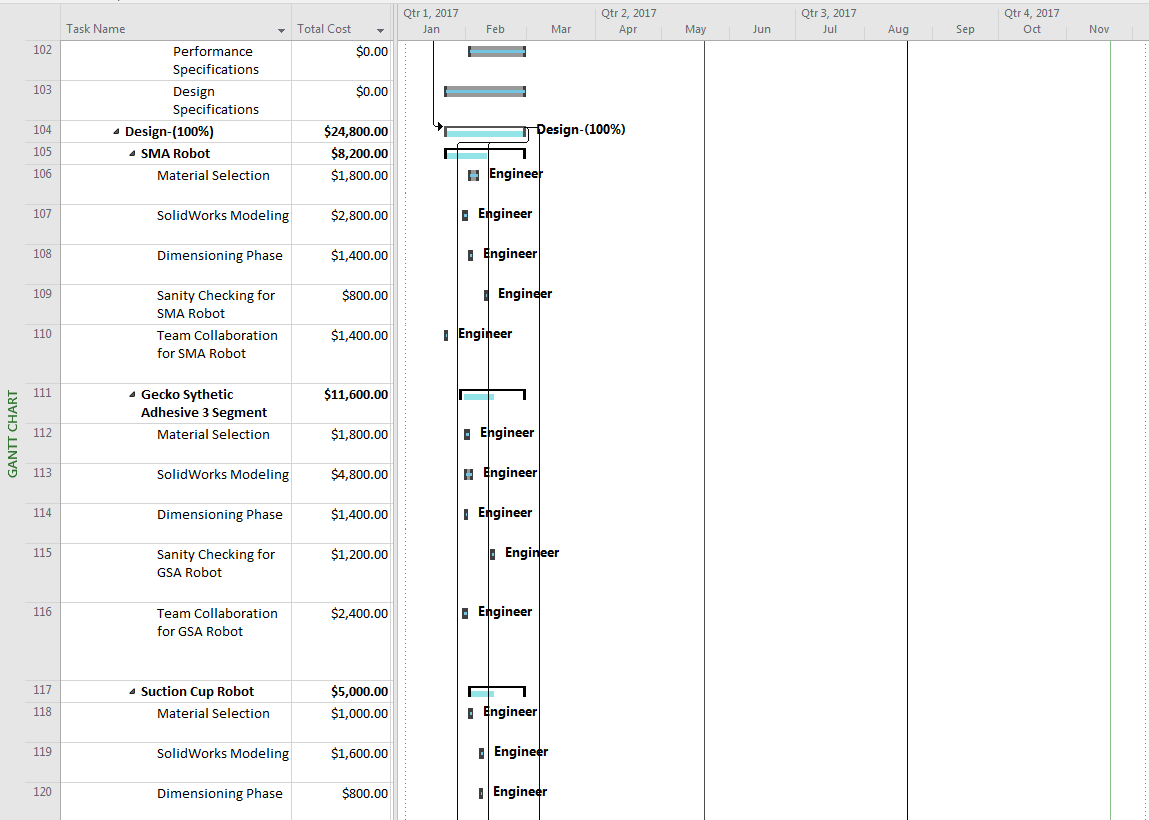 Qtr 1, 2017 Qtr 2, 2017 Qtr 3, 2017 Qtr 4, 2017
Task Name Total Cost Jan Feb Mar Apr May Jun Jul Aug Sep Oct Nov
102 Performance $0.00
Specifications
103 Design $0.00
Specifications
104 Design-(100%) $24,800.00 Design-(100%)
105 SMA Robot $8,200.00
106 Material Selection $1,800.00 Engineer
107 SolidWorks Modeling $2,800.00 Engineer
108 Dimensioning Phase $1,400.00 Engineer
109 Sanity Checking for $800.00 Engineer
SMA Robot
110 Team Collaboration $1,400.00 Engineer
for SMA Robot
GANTT CHART
111 Gecko Sythetic $11,600.00
Adhesive 3 Segment
112 Material Selection $1,800.00 Engineer
113 SolidWorks Modeling $4,800.00 Engineer
114 Dimensioning Phase $1,400.00 Engineer
115 Sanity Checking for $1,200.00 Engineer
GSA Robot
116 Team Collaboration $2,400.00 Engineer
for GSA Robot
117 Suction Cup Robot $5,000.00
118 Material Selection $1,000.00 Engineer
119 SolidWorks Modeling $1,600.00 Engineer
120 Dimensioning Phase $800.00 Engineer